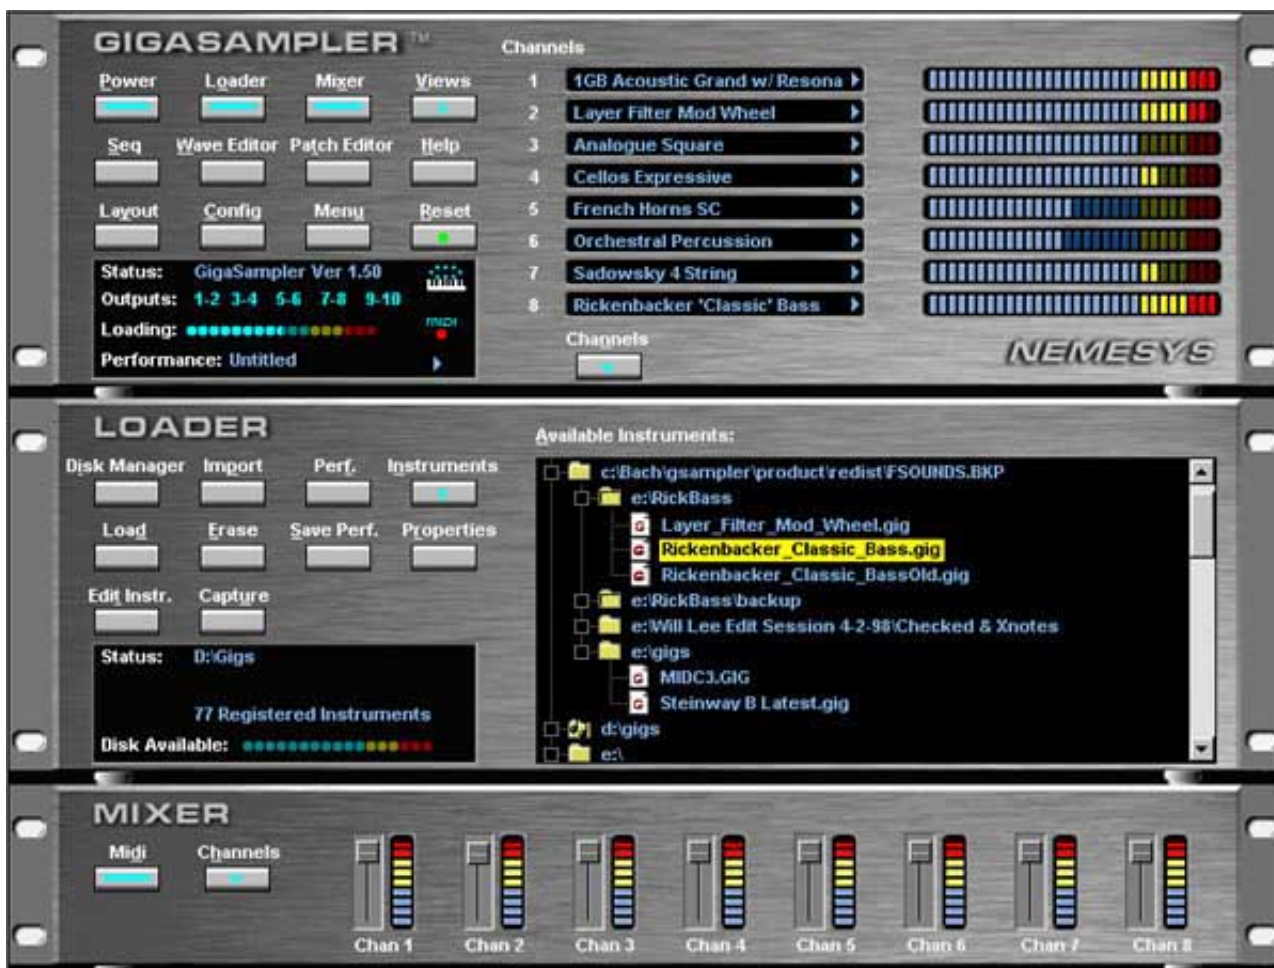 GIGASAMPLER™
Power Loader Mixer Views
Seq Wave Editor Patch Editor Help
Layout Config Menu Reset
Status: GigaSampler Ver 1.50
Outputs: 1-2 3-4 5-6 7-8 9-10
Loading:
MIDI
Performance: Untitled
Channels
1 1GB Acoustic Grand w/ Resona
2 Layer Filter Mod Wheel
3 Analogue Square
4 Cellos Expressive
5 French Horns SC
6 Orchestral Percussion
7 Sadowsky 4 String
8 Rickenbacker 'Classic' Bass
Channels
NEMESYS
LOADER
Disk Manager Import Perf. Instruments
Load Erase Save Perf. Properties
Edit Instr. Capture
Status: D:\Gigs
77 Registered Instruments
Disk Available:
Available Instruments:
c:\Bach\gsampler\product\redist\FSOUNDS.BKP
e:\RickBass
Layer_Filter_Mod_Wheel.gig
Rickenbacker_Classic_Bass.gig
Rickenbacker_Classic_BassOld.gig
e:\RickBass\backup
e:\Will Lee Edit Session 4-2-98\Checked & Xnotes
e:\gigs
MIDC3.GIG
Steinway B Latest.gig
d:\gigs
e:\
MIXER
Midi Channels
Chan 1 Chan 2 Chan 3 Chan 4 Chan 5 Chan 6 Chan 7 Chan 8